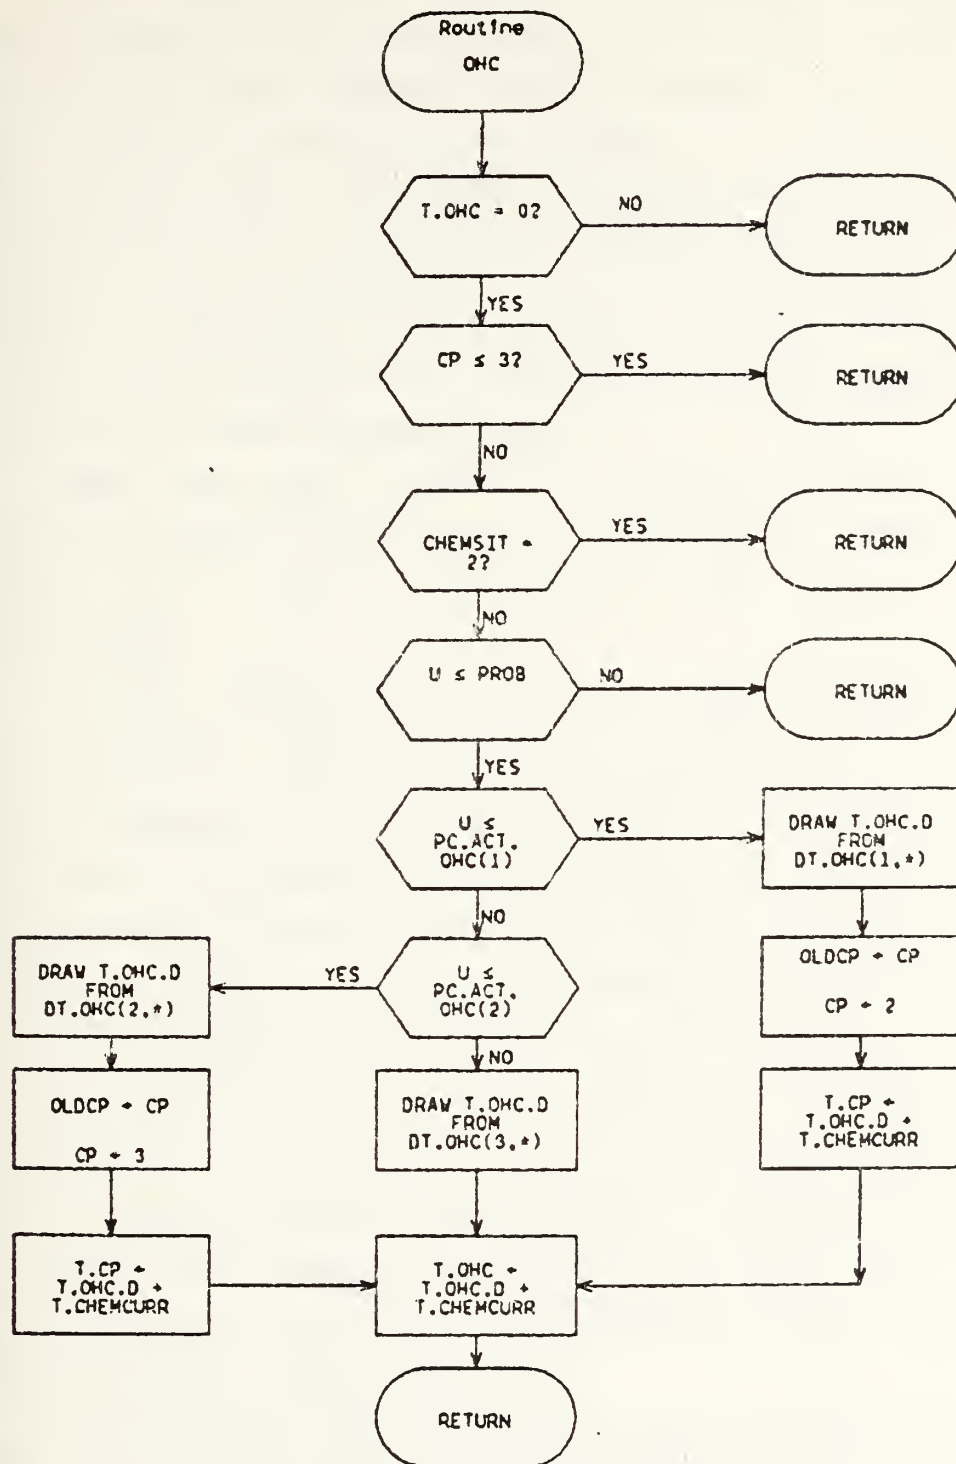 Routine
OHC
T.OHC = 0?
NO
RETURN
YES
CP ≤ 3?
YES
RETURN
NO
CHEMSIT =
2?
YES
RETURN
NO
U ≤ PROB
NO
RETURN
YES
U ≤
PC.ACT.
OHC(1)
YES
DRAW T.OHC.D
FROM
DT.OHC(1,*)
NO
DRAW T.OHC.D
FROM
DT.OHC(2,*)
YES
U ≤
PC.ACT.
OHC(2)
OLDCP ← CP
CP ← 2
NO
OLDCP ← CP
CP ← 3
DRAW T.OHC.D
FROM
DT.OHC(3,*)
T.CP ←
T.OHC.D +
T.CHEMCURR
T.CP ←
T.OHC.D +
T.CHEMCURR
T.OHC ←
T.OHC.D +
T.CHEMCURR
RETURN